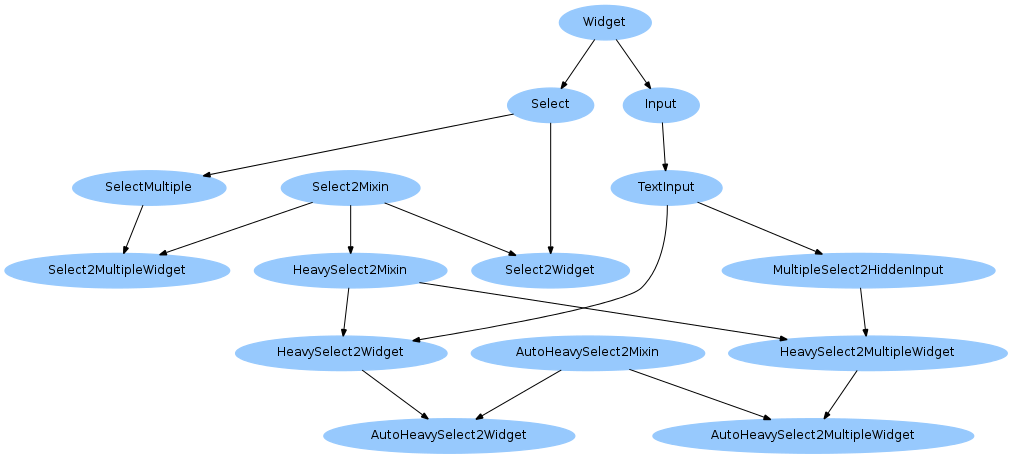 Widget
Select
Input
SelectMultiple
Select2Mixin
TextInput
Select2MultipleWidget
HeavySelect2Mixin
Select2Widget
MultipleSelect2HiddenInput
HeavySelect2Widget
AutoHeavySelect2Mixin
HeavySelect2MultipleWidget
AutoHeavySelect2Widget
AutoHeavySelect2MultipleWidget